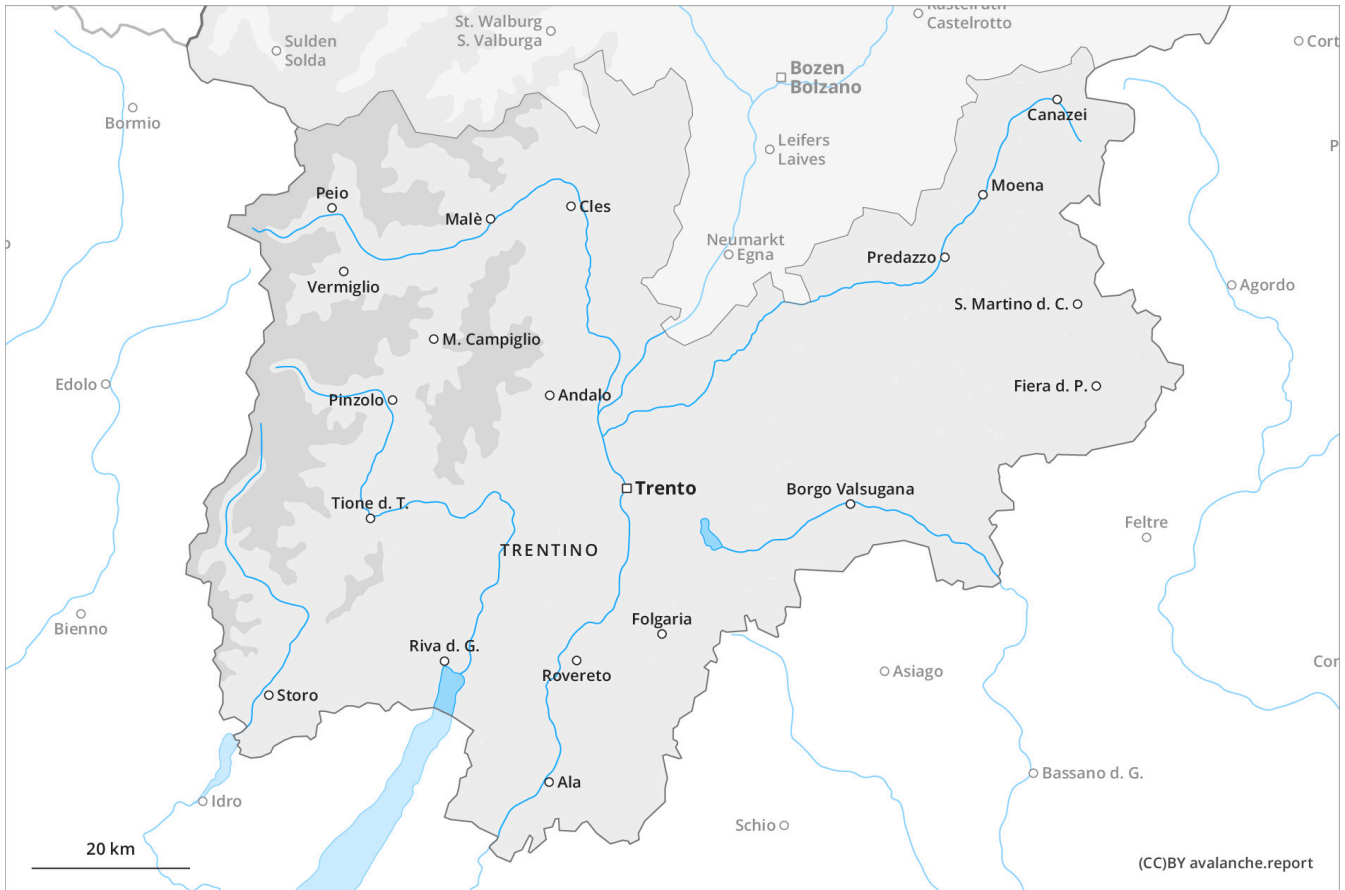 Kastelruth
Castelrotto
St. Walburg
S. Valburga
Sulden
Solda
Cort
Bozen
Bolzano
Bormio
Canazei
Leifers
Laives
P
Moena
Peio
Cles
Malè
Neumarkt
Egna
Predazzo
Vermiglio
Agordo
S. Martino d. C.
M. Campiglio
Edolo
Fiera d. P.
Andalo
Pinzolo
Trento
Borgo Valsugana
Tione d. T.
Feltre
TRENTINO
Folgaria
Bienno
Riva d. G.
Rovereto
Cor
Asiago
Storo
Bassano d. G.
Ala
Idro
Schio
20 km
(CC)BY avalanche.report